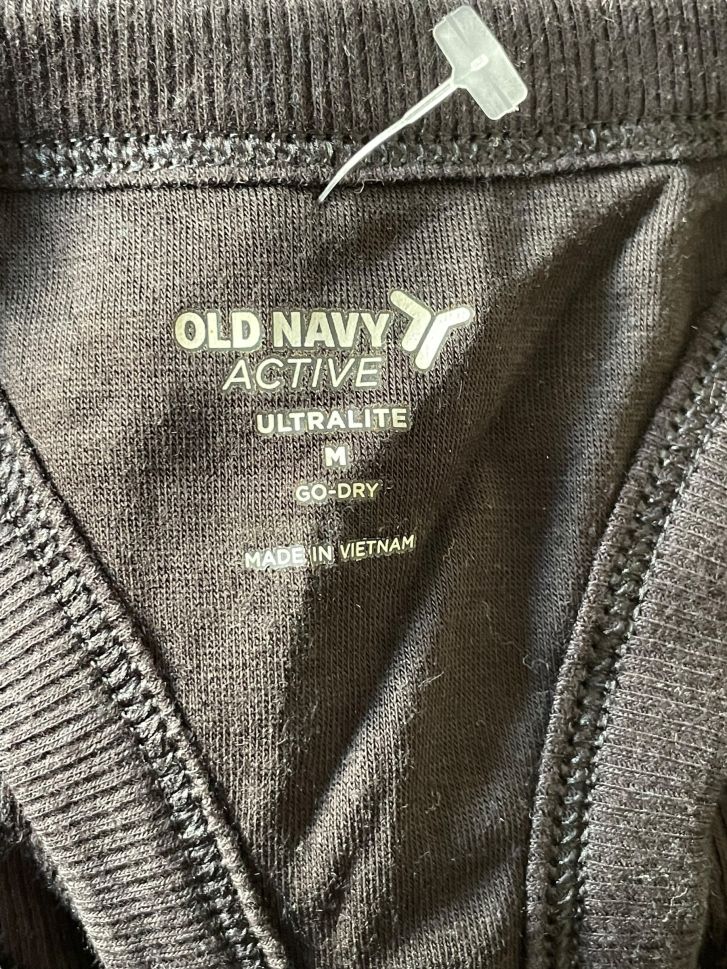 OLD NAVY
ACTIVE
ULTRALITE
M
GO-DRY
MADE IN VIETNAM